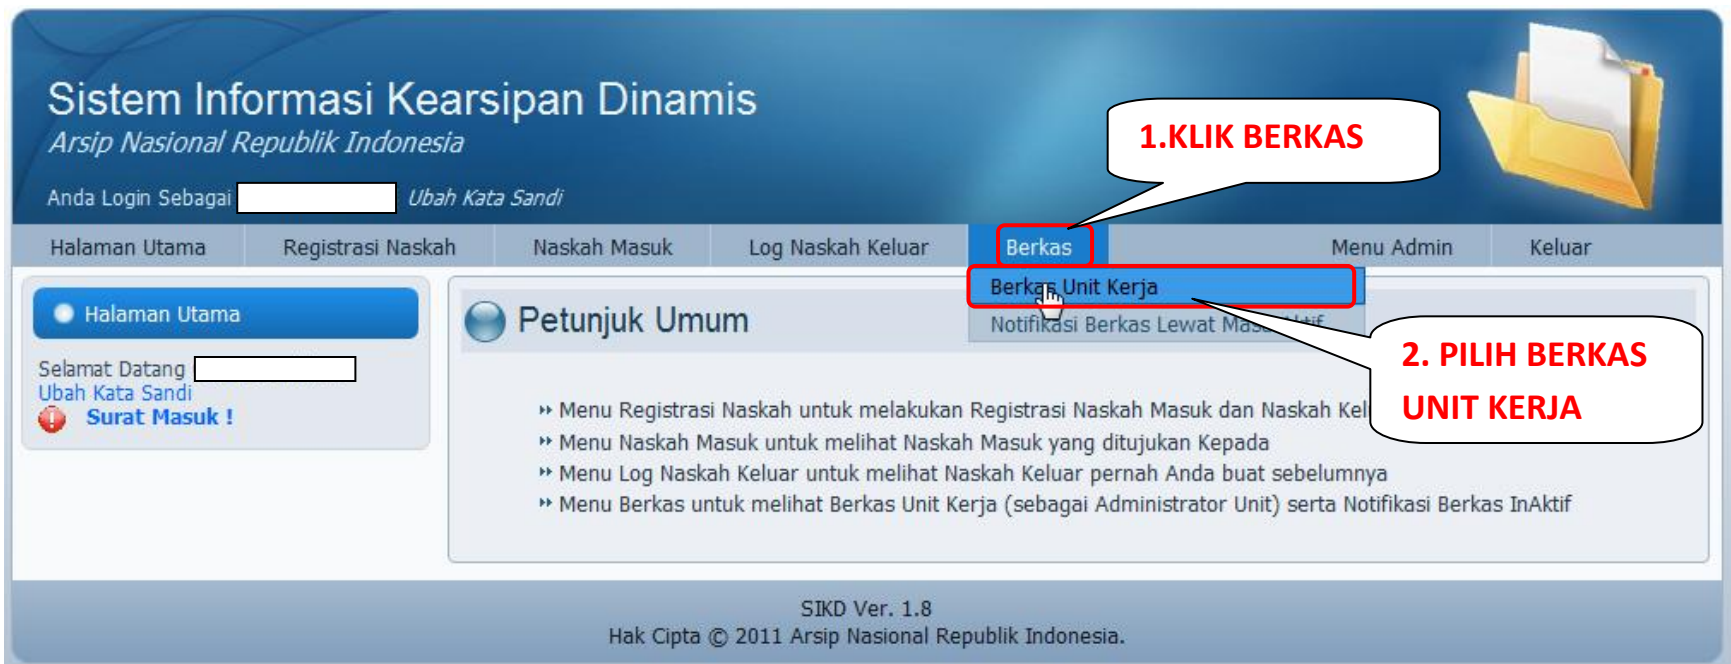 Sistem Informasi Kearsipan Dinamis
Arsip Nasional Republik Indonesia
Anda Login Sebagai Ubah Kata Sandi
1.KLIK BERKAS
Halaman Utama Registrasi Naskah Naskah Masuk Log Naskah Keluar Berkas Menu Admin Keluar
Berkas Unit Kerja
Notifikasi Berkas Lewat Masa Aktif
2. PILIH BERKAS
UNIT KERJA
Halaman Utama
Selamat Datang
Ubah Kata Sandi
Surat Masuk !
Petunjuk Umum
Menu Registrasi Naskah untuk melakukan Registrasi Naskah Masuk dan Naskah Kel
Menu Naskah Masuk untuk melihat Naskah Masuk yang ditujukan Kepada
Menu Log Naskah Keluar untuk melihat Naskah Keluar pernah Anda buat sebelumnya
Menu Berkas untuk melihat Berkas Unit Kerja (sebagai Administrator Unit) serta Notifikasi Berkas InAktif
SIKD Ver. 1.8
Hak Cipta © 2011 Arsip Nasional Republik Indonesia.